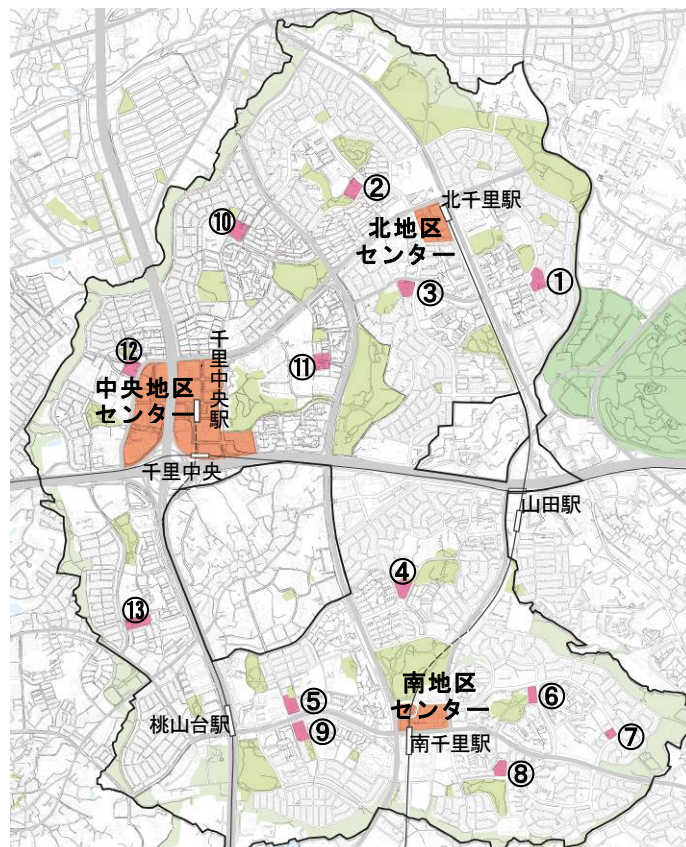 ②
北千里駅
⑩
北地区
センター
①
③
⑫
千里中央駅
⑪
中央地区
センター
千里中央
山田駅
④
⑬
南地区
センター
⑥
⑤
桃山台駅
⑨
南千里駅
⑦
⑧